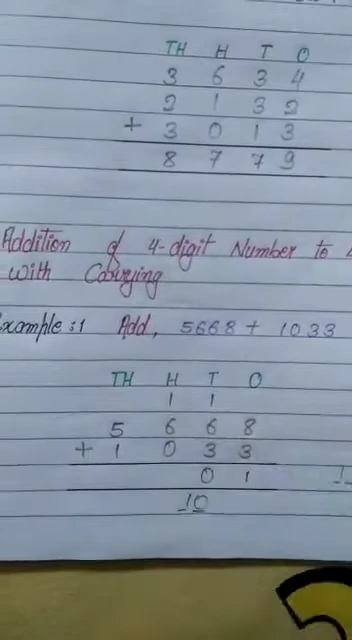 TH H T O
3 6 3 4
2 1 3 2
+ 3 0 1 3
8 7 7 9
Addition of 4-digit Number to
with Carrying
Example:1 Add, 5668 + 1033
TH H T O
1 1
5 6 6 8
+ 1 0 3 3
0 1
10